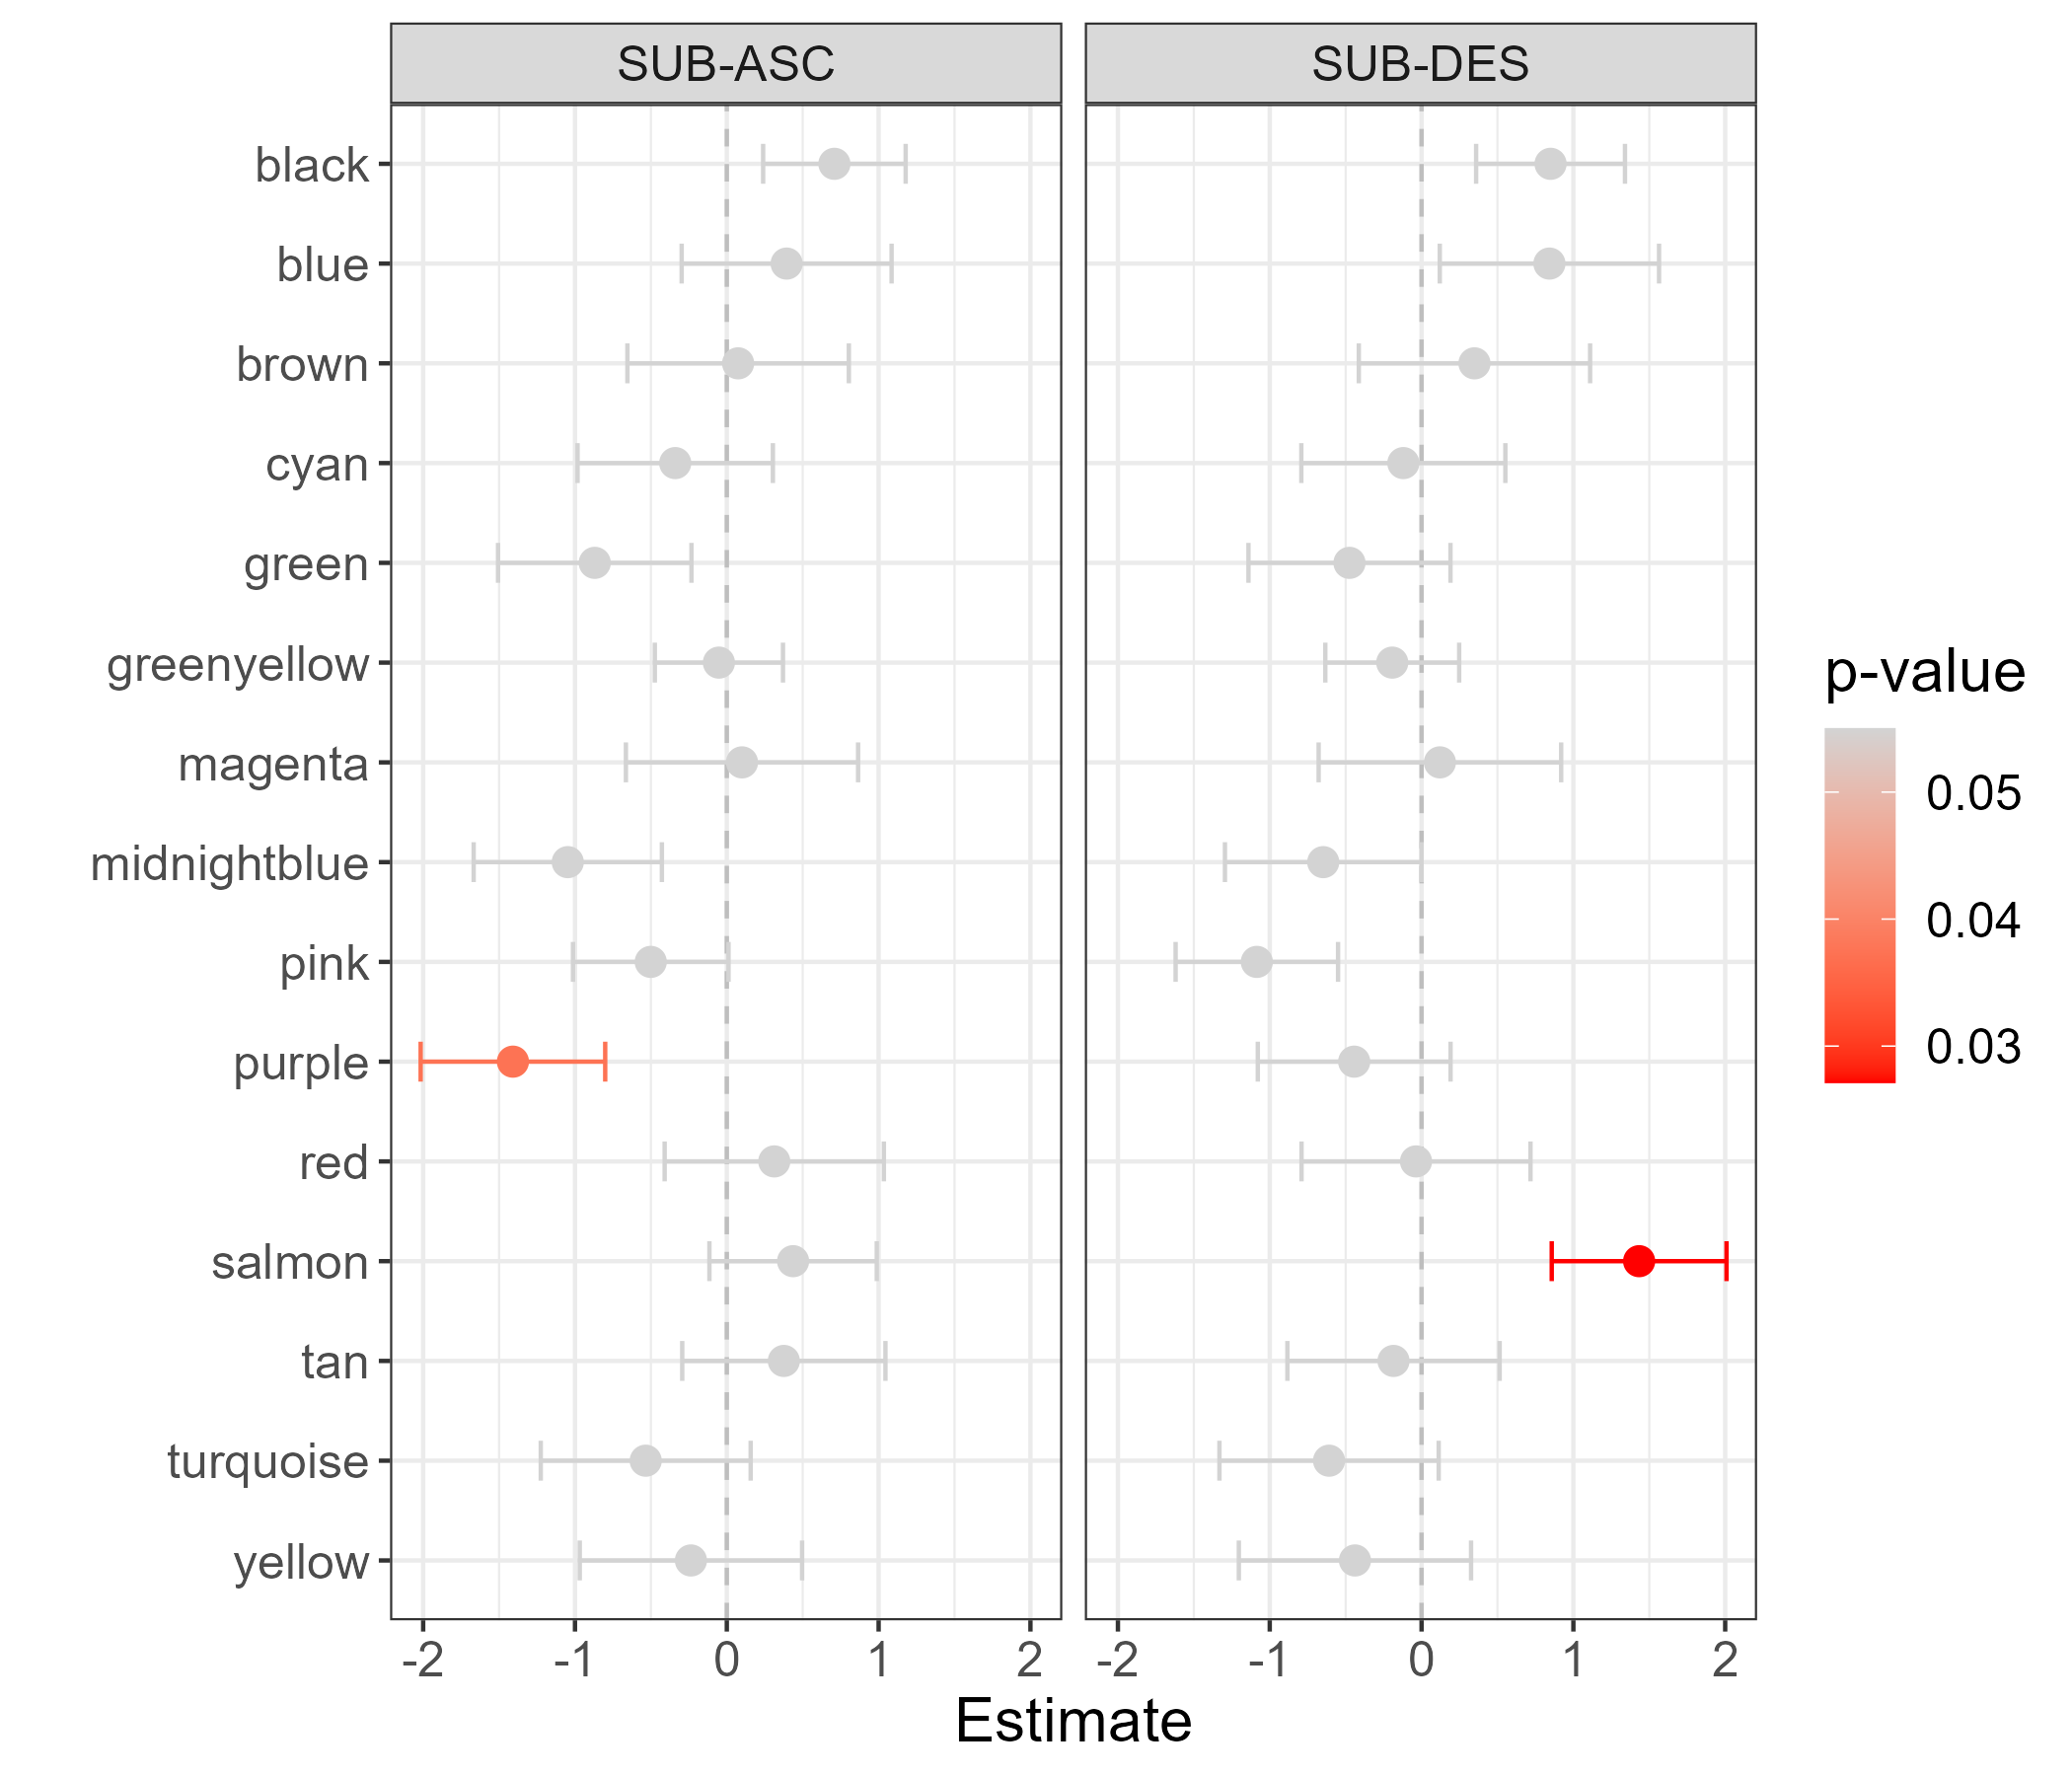 SUB-ASC SUB-DES
black
blue
brown
cyan
green
greenyellow
magenta
midnightblue
pink
purple
red
salmon
tan
turquoise
yellow
-2 -1 0 1 2 -2 -1 0 1 2
Estimate
p-value
0.05
0.04
0.03